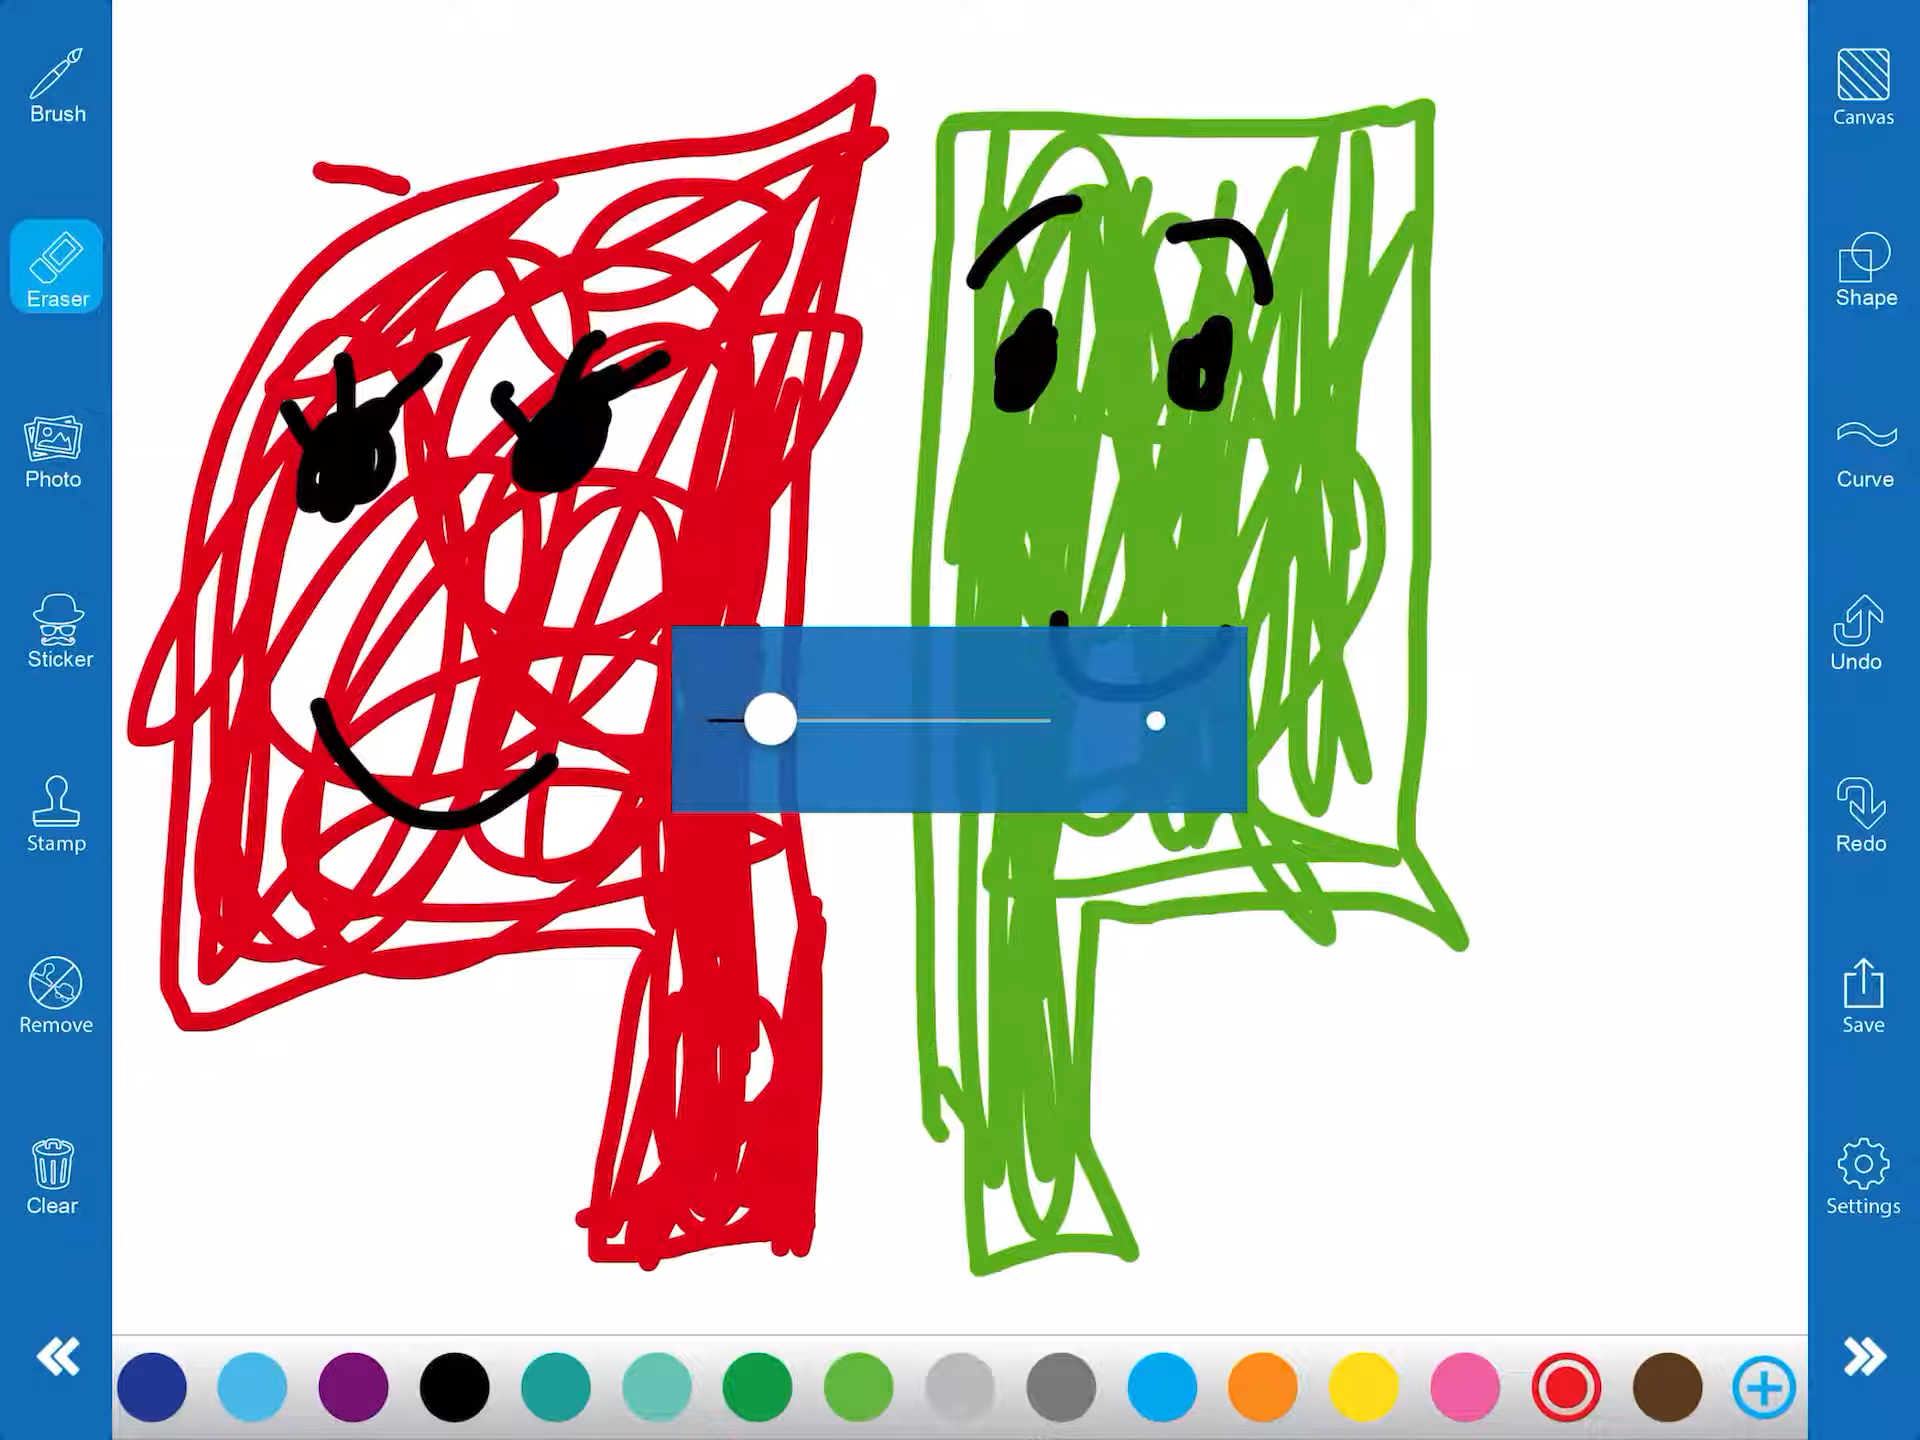 Brush
Eraser
Photo
Sticker
Stamp
Remove
Clear
Canvas
Shape
Curve
Undo
Redo
Save
Settings